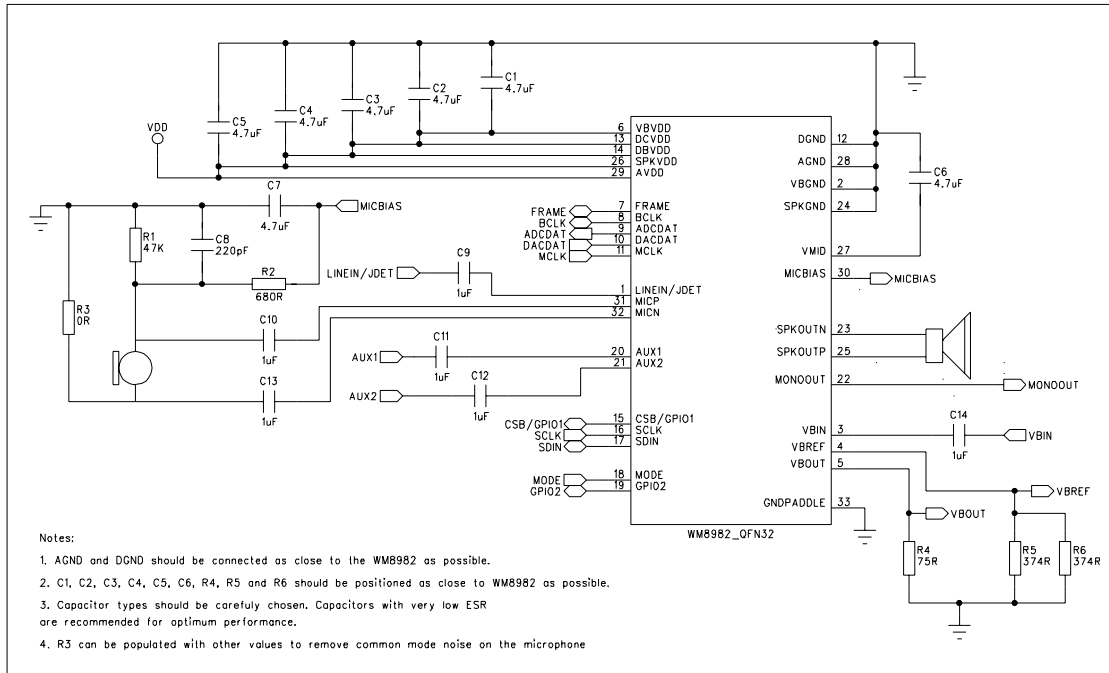 C1
4.7uF
C2
4.7uF
C3
4.7uF
C4
4.7uF
C5
4.7uF
VDD
6 VBVDD
13 DCVDD
14 DBVDD
26 SPKVDD
29 AVDD
DGND 12
AGND 28
VBGND 2
SPKGND 24
C6
4.7uF
VMID 27
MICBIAS 30 MICBIAS
C7
4.7uF
MICBIAS
R1
47K
C8
220pF
R2
680R
R3
0R
FRAME 7 FRAME
BCLK 8 BCLK
ADCDAT 9 ADCDAT
DACDAT 10 DACDAT
MCLK 11 MCLK
LINEIN/JDET
C9
1uF
1 LINEIN/JDET
31 MICP
32 MICN
C10
1uF
C13
1uF
AUX1
C11
1uF
20 AUX1
21 AUX2
AUX2
C12
1uF
SPKOUTN 23
SPKOUTP 25
MONOOUT 22 MONOOUT
CSB/GPIO1 15 CSB/GPIO1
SCLK 16 SCLK
SDIN 17 SDIN
MODE 18 MODE
GPIO2 19 GPIO2
VBIN 3
C14
1uF
VBIN
VBREF 4
VBOUT 5
VBREF
VBOUT
GNDPADDLE 33
WM8982_QFN32
R4
75R
R5
374R
R6
374R
Notes:
1. AGND and DGND should be connected as close to the WM8982 as possible.
2. C1, C2, C3, C4, C5, C6, R4, R5 and R6 should be positioned as close to WM8982 as possible.
3. Capacitor types should be carefuly chosen. Capacitors with very low ESR
are recommended for optimum performance.
4. R3 can be populated with other values to remove common mode noise on the microphone